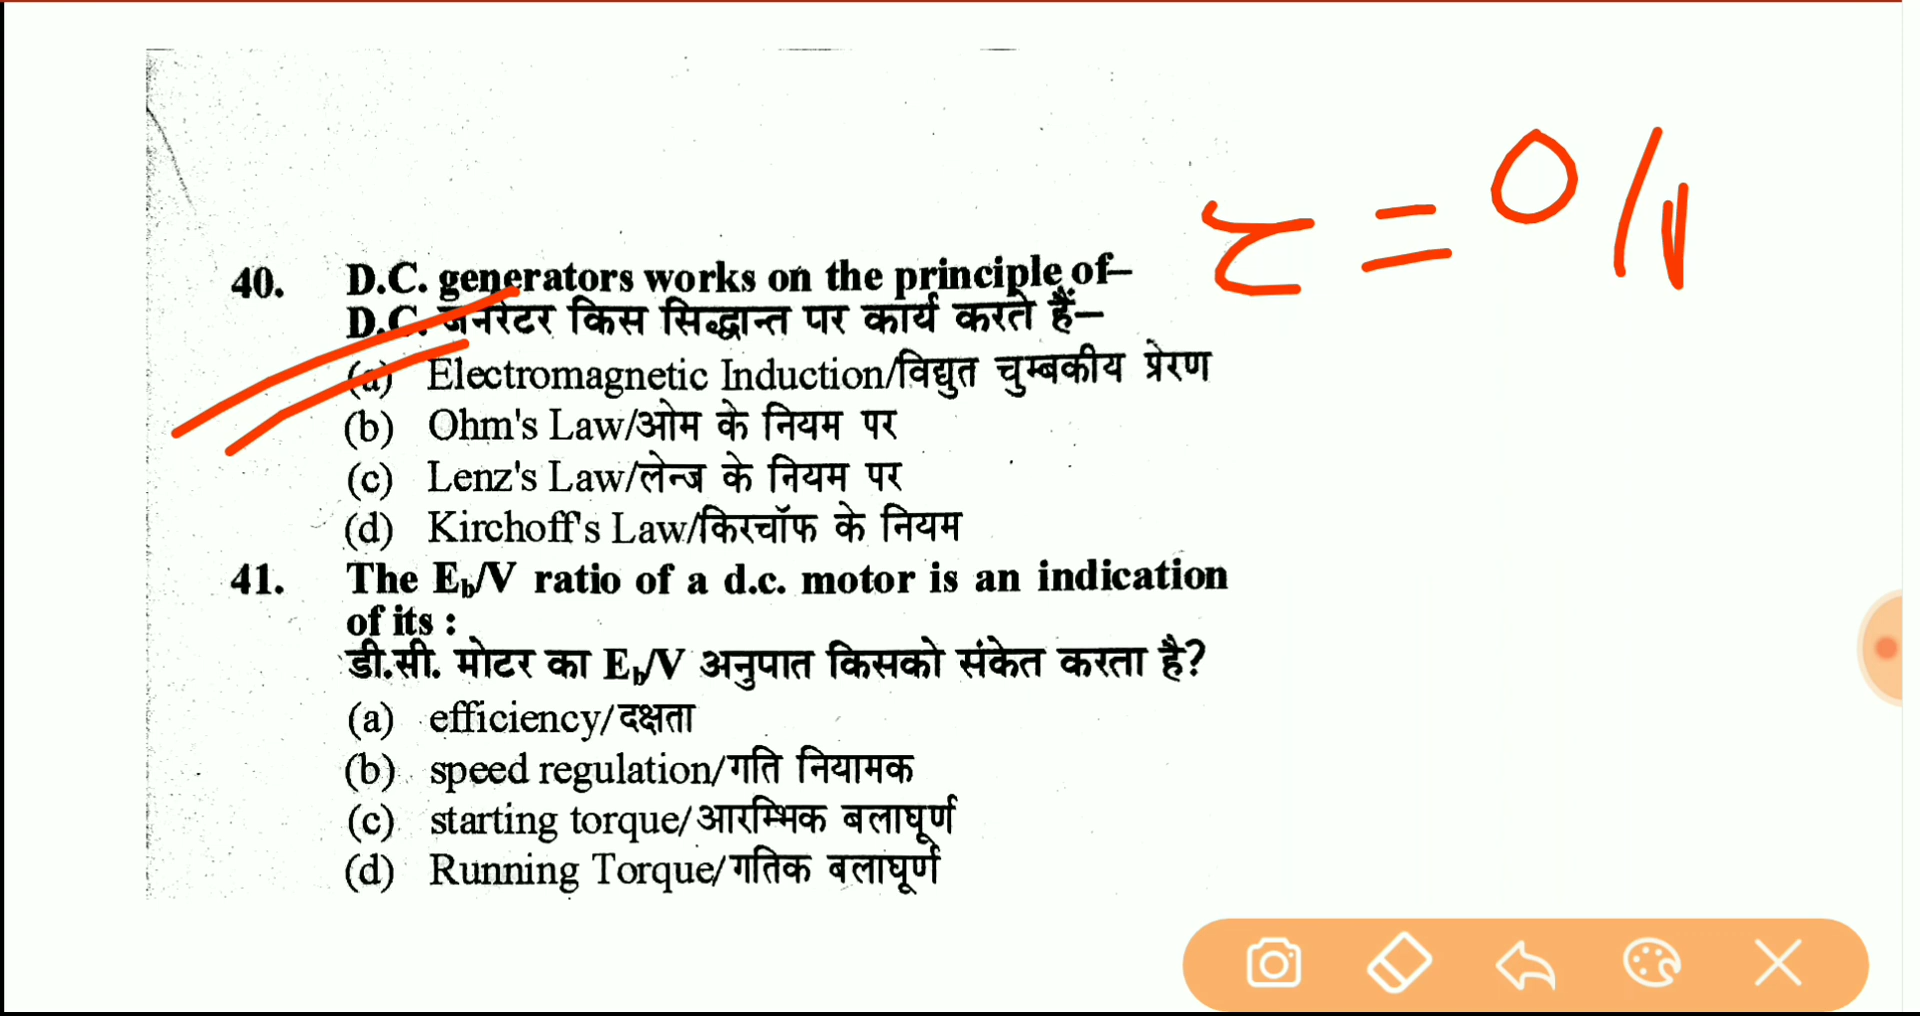 40. D.C. generators works on the principle of–
D.C. जनरेटर किस सिद्धान्त पर कार्य करते हैं–
(a) Electromagnetic Induction/विद्युत चुम्बकीय प्रेरण
(b) Ohm's Law/ओम के नियम पर
(c) Lenz's Law/लेन्ज के नियम पर
(d) Kirchoff's Law/किरचॉफ के नियम
41. The E_b/V ratio of a d.c. motor is an indication
of its :
डी.सी. मोटर का E_b/V अनुपात किसको संकेत करता है?
(a) efficiency/दक्षता
(b) speed regulation/गति नियामक
(c) starting torque/आरम्भिक बलाघूर्ण
(d) Running Torque/गतिक बलाघूर्ण